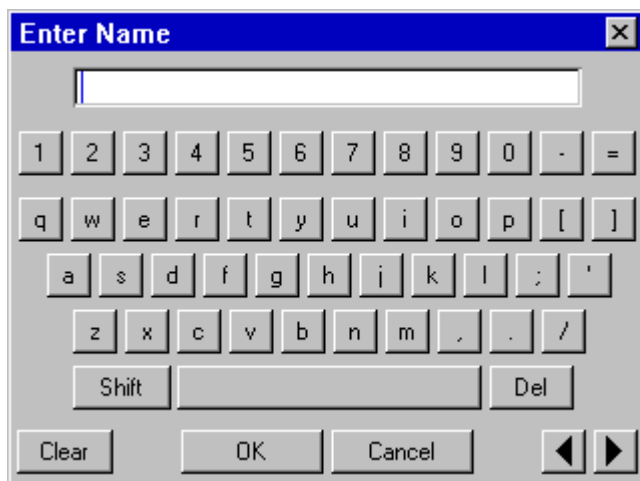 Enter Name
1 2 3 4 5 6 7 8 9 0 - =
q w e r t y u i o p [ ]
a s d f g h j k l ; '
z x c v b n m , . /
Shift Del
Clear OK Cancel